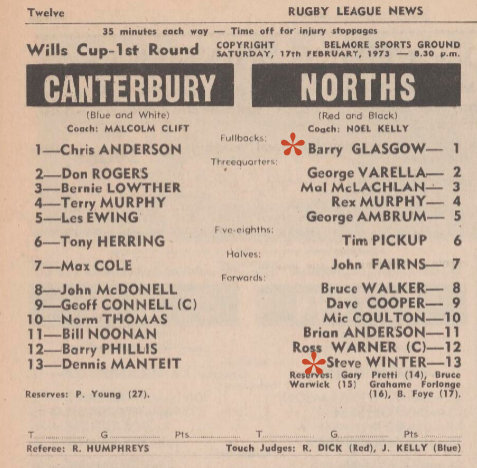 Twelve RUGBY LEAGUE NEWS
35 minutes each way — Time off for injury stoppages
Wills Cup-1st Round COPYRIGHT BELMORE SPORTS GROUND
SATURDAY, 17th FEBRUARY, 1973 — 8.30 p.m.
CANTERBURY NORTHS
(Blue and White) (Red and Black)
Coach: MALCOLM CLIFT Coach: NOEL KELLY
Fullbacks:
1—Chris ANDERSON Barry GLASGOW— 1
Threequarters:
2—Don ROGERS George VARELLA— 2
3—Bernie LOWTHER Mal McLACHLAN— 3
4—Terry MURPHY Rex MURPHY— 4
5—Les EWING George AMBRUM— 5
Five-eighths:
6—Tony HERRING Tim PICKUP 6
Halves:
7—Max COLE John FAIRNS— 7
Forwards:
8—John McDONELL Bruce WALKER— 8
9—Geoff CONNELL (C) Dave COOPER— 9
10—Norm THOMAS Mic COULTON—10
11—Bill NOONAN Brian ANDERSON—11
12—Barry PHILLIS Ross WARNER (C)—12
13—Dennis MANTEIT Steve WINTER—13
Reserves: P. Young (27). Reserves: Gary Pretti (14), Bruce
Warwick (15) Grahame Forlonge
(16), B. Foye (17).
T.......... G.......... Pts.......... T.......... G.......... Pts..........
Referee: R. HUMPHREYS Touch Judges: R. DICK (Red), J. KELLY (Blue)